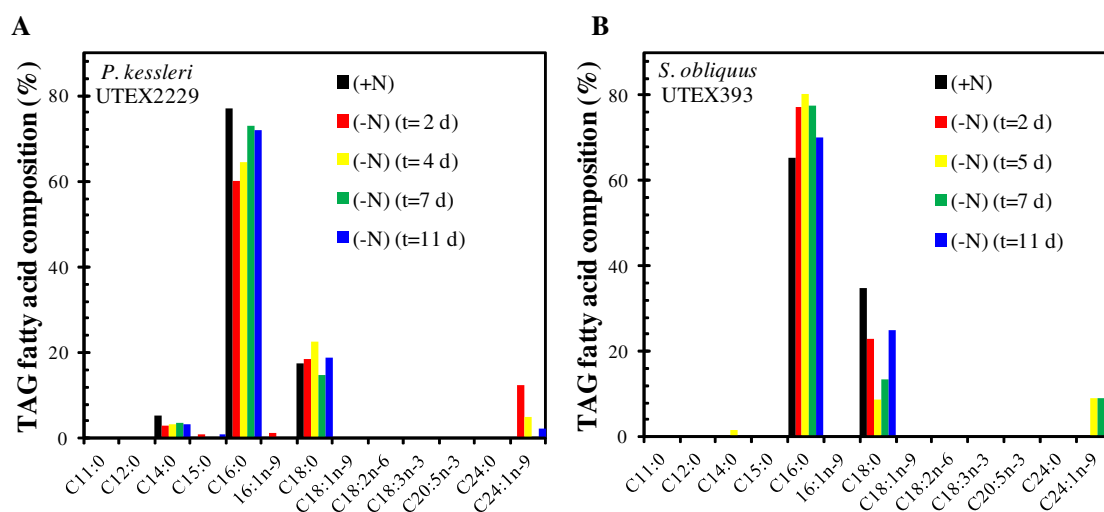 A
TAG fatty acid composition (%)
80
60
40
20
0
P. kessleri
UTEX2229
(+N)
(-N) (t= 2 d)
(-N) (t= 4 d)
(-N) (t=7 d)
(-N) (t=11 d)
C11:0
C12:0
C14:0
C15:0
C16:0
16:1n-9
C18:0
C18:1n-9
C18:2n-6
C18:3n-3
C20:5n-3
C24:0
C24:1n-9
B
TAG fatty acid composition (%)
80
60
40
20
0
S. obliquus
UTEX393
(+N)
(-N) (t=2 d)
(-N) (t=5 d)
(-N) (t=7 d)
(-N) (t=11 d)
C11:0
C12:0
C14:0
C15:0
C16:0
16:1n-9
C18:0
C18:1n-9
C18:2n-6
C18:3n-3
C20:5n-3
C24:0
C24:1n-9